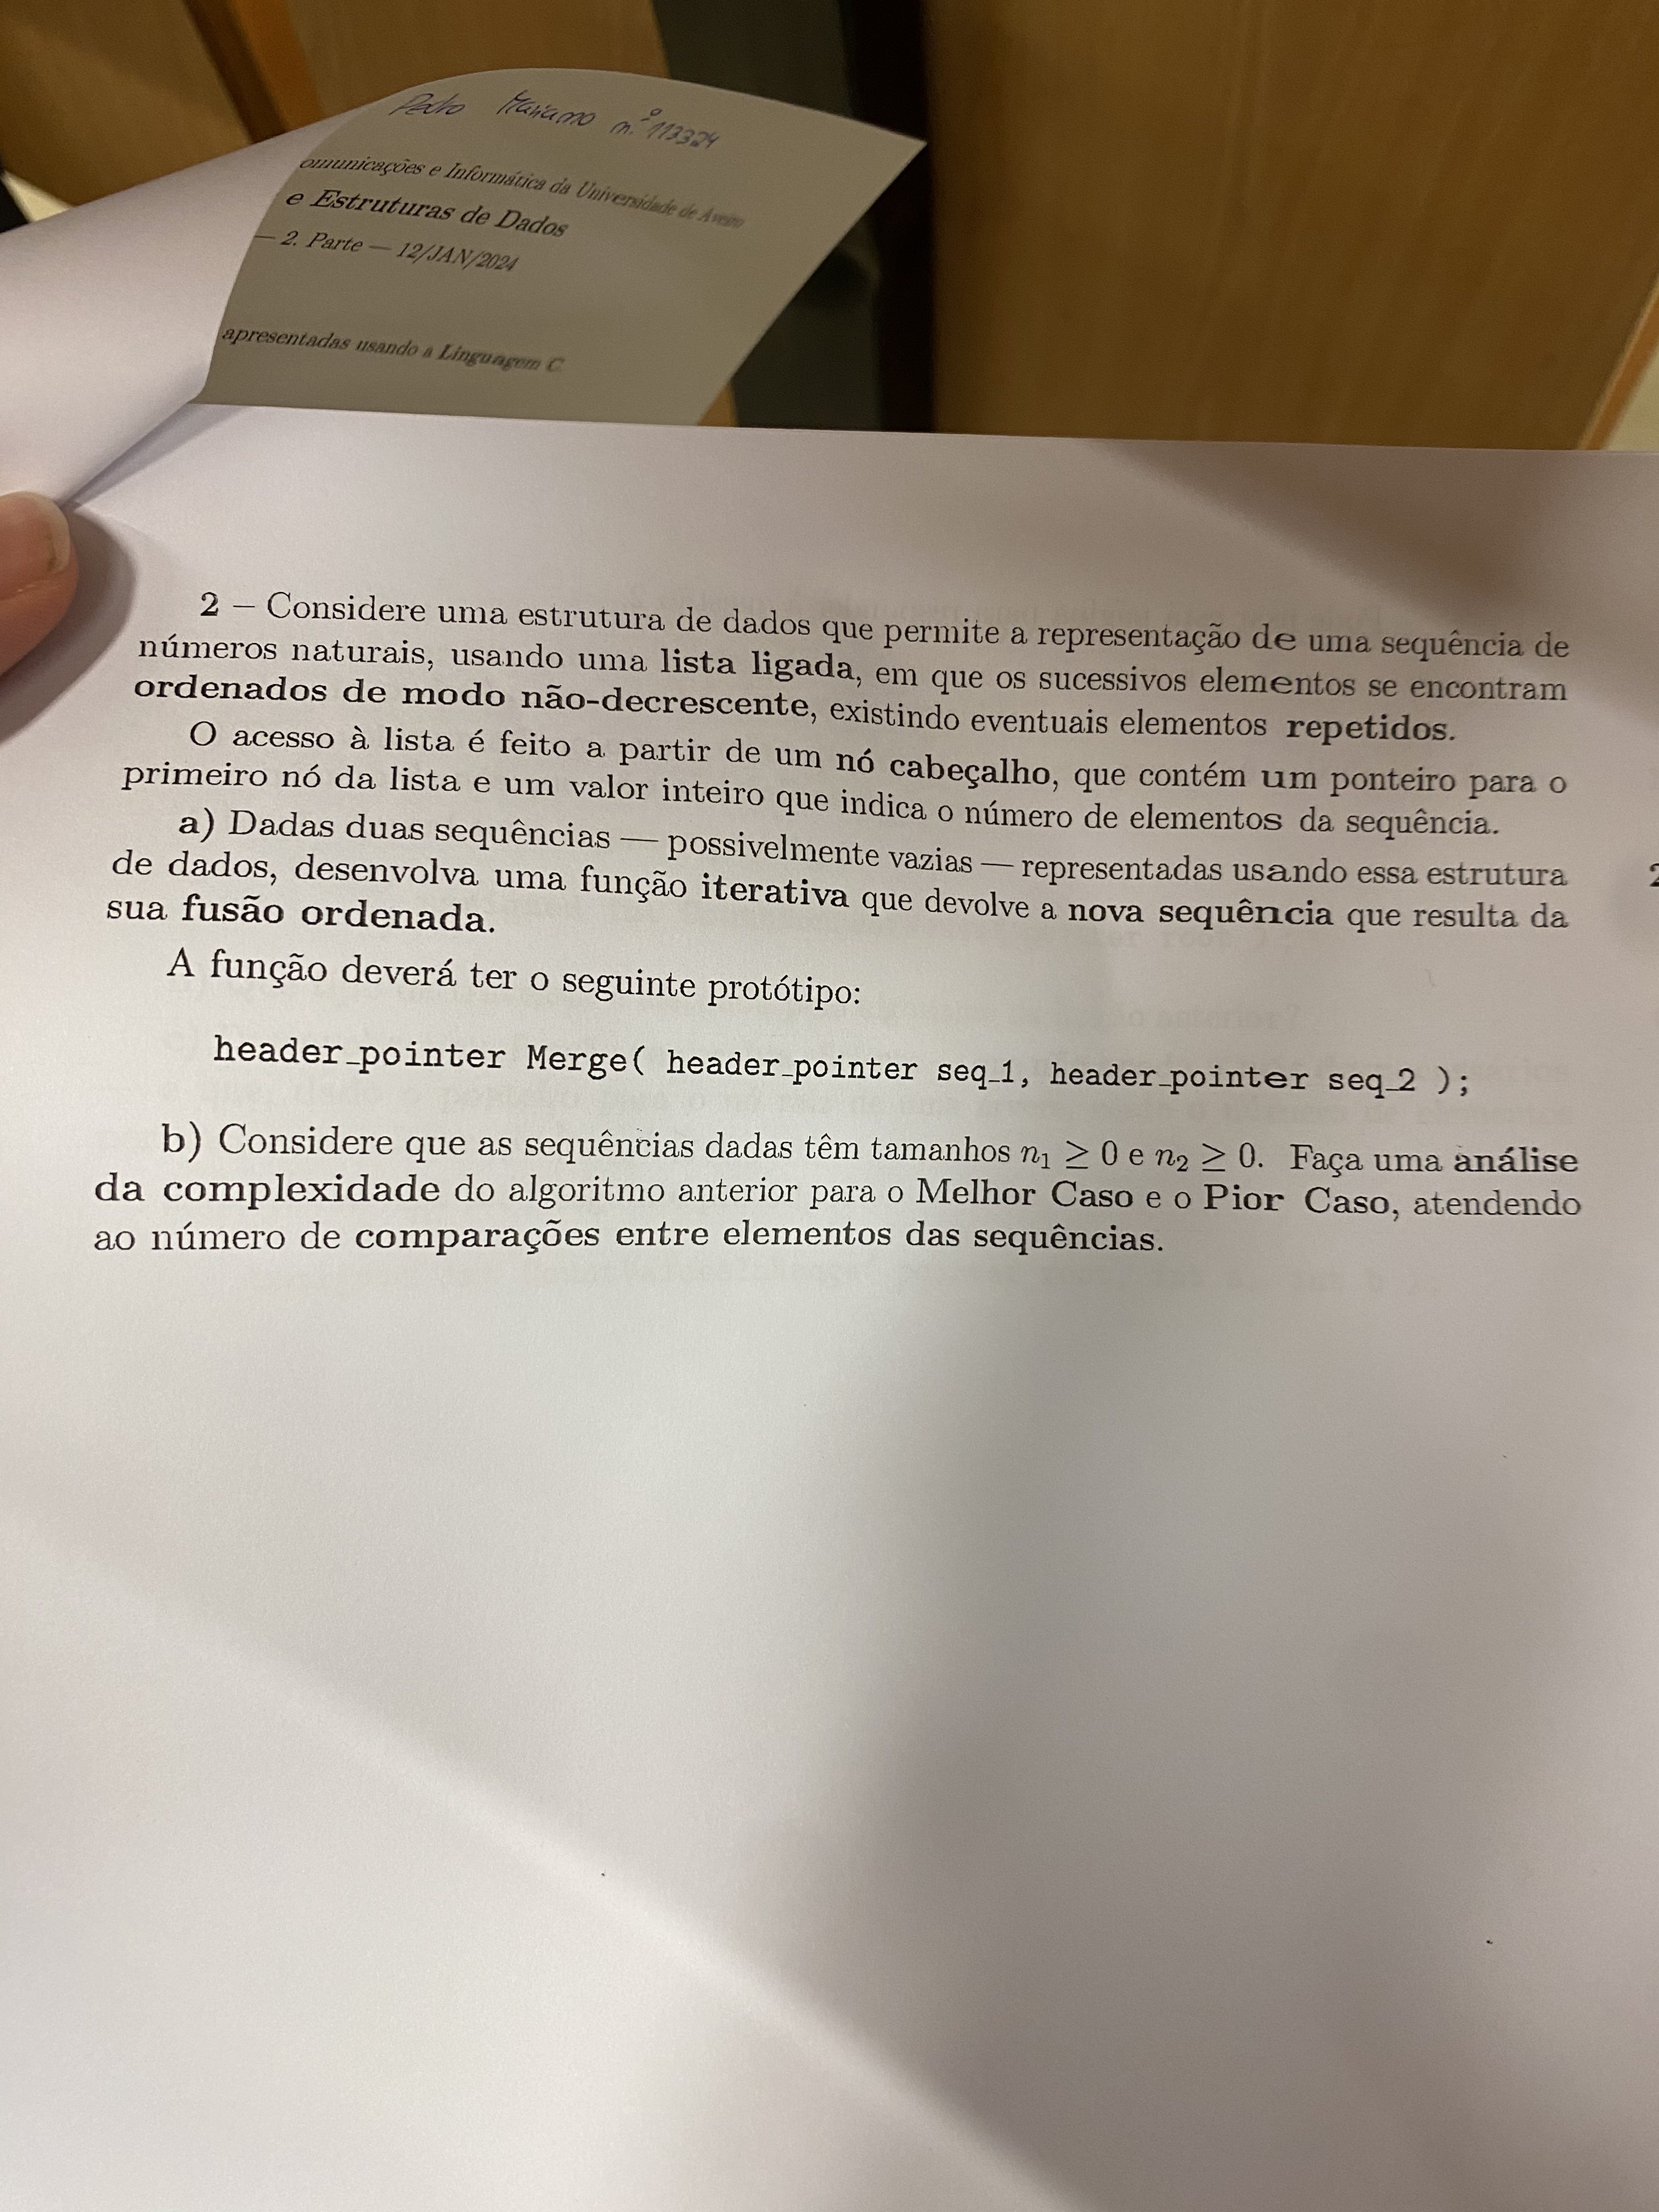 Pedro Mariano n.º 113324
omunicações e Informática da Universidade de Aveiro
e Estruturas de Dados
— 2. Parte — 12/JAN/2024
apresentadas usando a Linguagem C.
2 – Considere uma estrutura de dados que permite a representação de uma sequência de
números naturais, usando uma lista ligada, em que os sucessivos elementos se encontram
ordenados de modo não-decrescente, existindo eventuais elementos repetidos.
O acesso à lista é feito a partir de um nó cabeçalho, que contém um ponteiro para o
primeiro nó da lista e um valor inteiro que indica o número de elementos da sequência.
a) Dadas duas sequências — possivelmente vazias — representadas usando essa estrutura
de dados, desenvolva uma função iterativa que devolve a nova sequência que resulta da
sua fusão ordenada.
A função deverá ter o seguinte protótipo:
header_pointer Merge( header_pointer seq_1, header_pointer seq_2 );
b) Considere que as sequências dadas têm tamanhos n₁ ≥ 0 e n₂ ≥ 0. Faça uma análise
da complexidade do algoritmo anterior para o Melhor Caso e o Pior Caso, atendendo
ao número de comparações entre elementos das sequências.